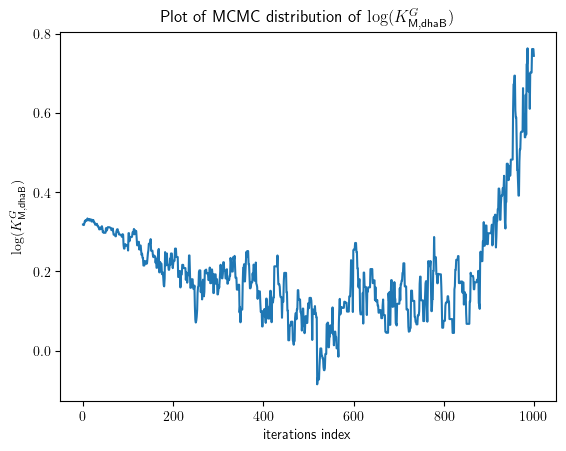 Plot of MCMC distribution of log(K^G_M,dhaB)
0.8
0.6
0.4
0.2
0.0
log(K^G_M,dhaB)
0 200 400 600 800 1000
iterations index